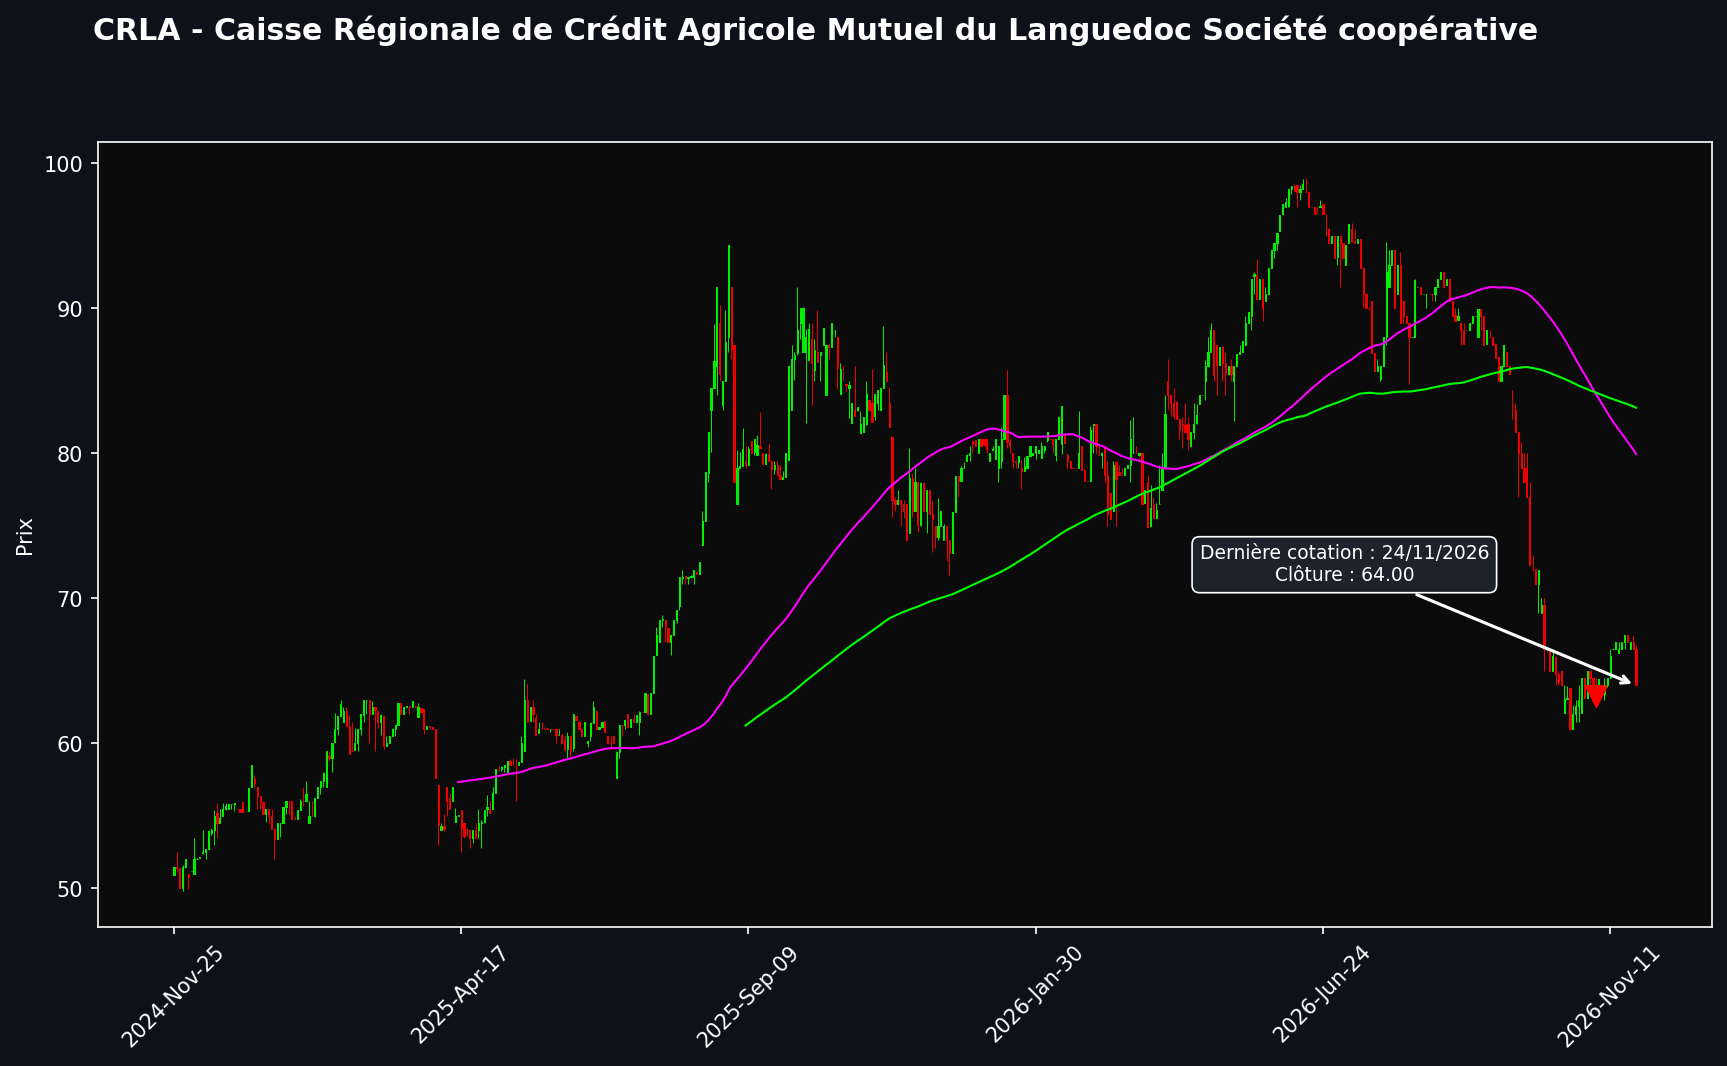 CRLA - Caisse Régionale de Crédit Agricole Mutuel du Languedoc Société coopérative
100
90
80
70
60
50
Prix
Dernière cotation : 24/11/2026
Clôture : 64.00
2024-Nov-25
2025-Apr-17
2025-Sep-09
2026-Jan-30
2026-Jun-24
2026-Nov-11